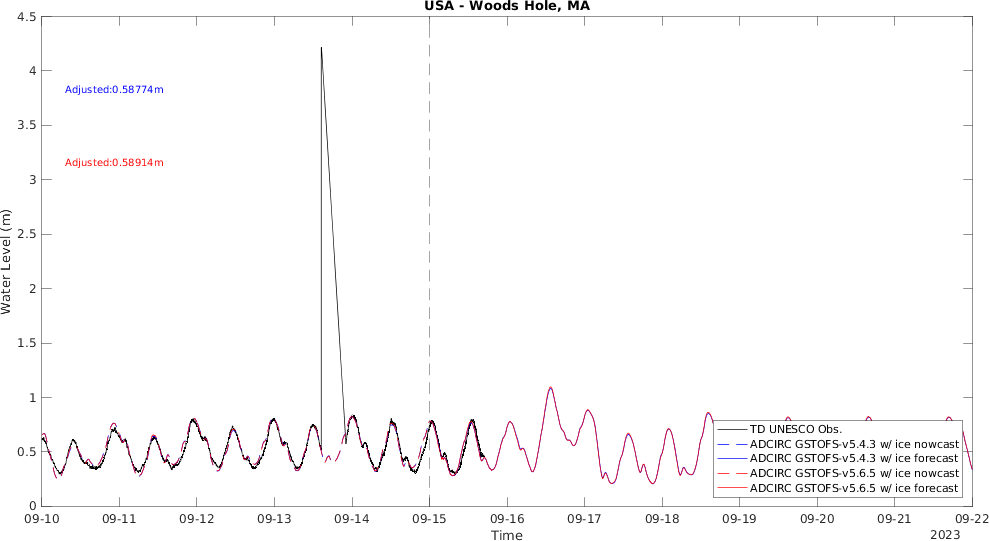 USA - Woods Hole, MA
Adjusted:0.58774m
Adjusted:0.58914m
Water Level (m)
4.5
4
3.5
3
2.5
2
1.5
1
0.5
0
TD UNESCO Obs.
ADCIRC GSTOFS-v5.4.3 w/ ice nowcast
ADCIRC GSTOFS-v5.4.3 w/ ice forecast
ADCIRC GSTOFS-v5.6.5 w/ ice nowcast
ADCIRC GSTOFS-v5.6.5 w/ ice forecast
09-10 09-11 09-12 09-13 09-14 09-15 09-16 09-17 09-18 09-19 09-20 09-21 09-22
Time
2023